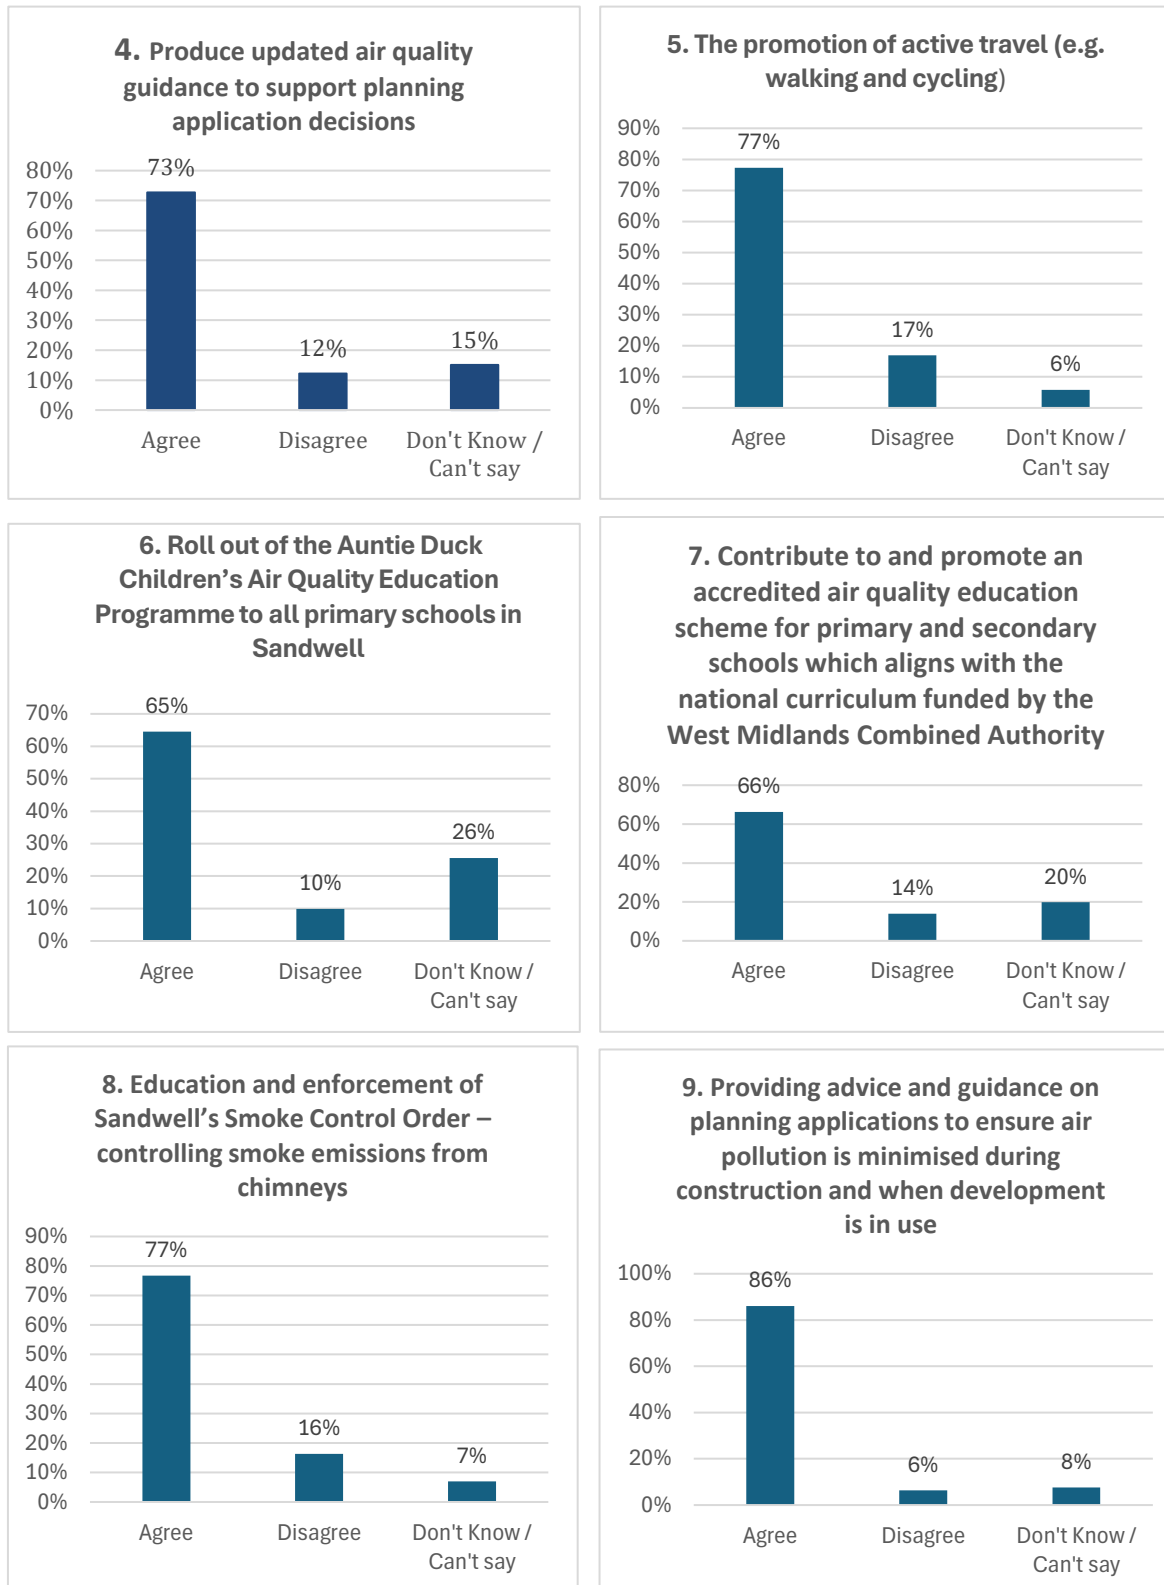 4. Produce updated air quality
guidance to support planning
application decisions
80%
70%
60%
50%
40%
30%
20%
10%
0%
73%
12%
15%
Agree
Disagree
Don't Know /
Can't say
5. The promotion of active travel (e.g.
walking and cycling)
90%
80%
70%
60%
50%
40%
30%
20%
10%
0%
77%
17%
6%
Agree
Disagree
Don't Know /
Can't say
6. Roll out of the Auntie Duck
Children’s Air Quality Education
Programme to all primary schools in
Sandwell
70%
60%
50%
40%
30%
20%
10%
0%
65%
10%
26%
Agree
Disagree
Don't Know /
Can't say
7. Contribute to and promote an
accredited air quality education
scheme for primary and secondary
schools which aligns with the
national curriculum funded by the
West Midlands Combined Authority
80%
60%
40%
20%
0%
66%
14%
20%
Agree
Disagree
Don't Know /
Can't say
8. Education and enforcement of
Sandwell’s Smoke Control Order –
controlling smoke emissions from
chimneys
90%
80%
70%
60%
50%
40%
30%
20%
10%
0%
77%
16%
7%
Agree
Disagree
Don't Know /
Can't say
9. Providing advice and guidance on
planning applications to ensure air
pollution is minimised during
construction and when development
is in use
100%
80%
60%
40%
20%
0%
86%
6%
8%
Agree
Disagree
Don't Know /
Can't say